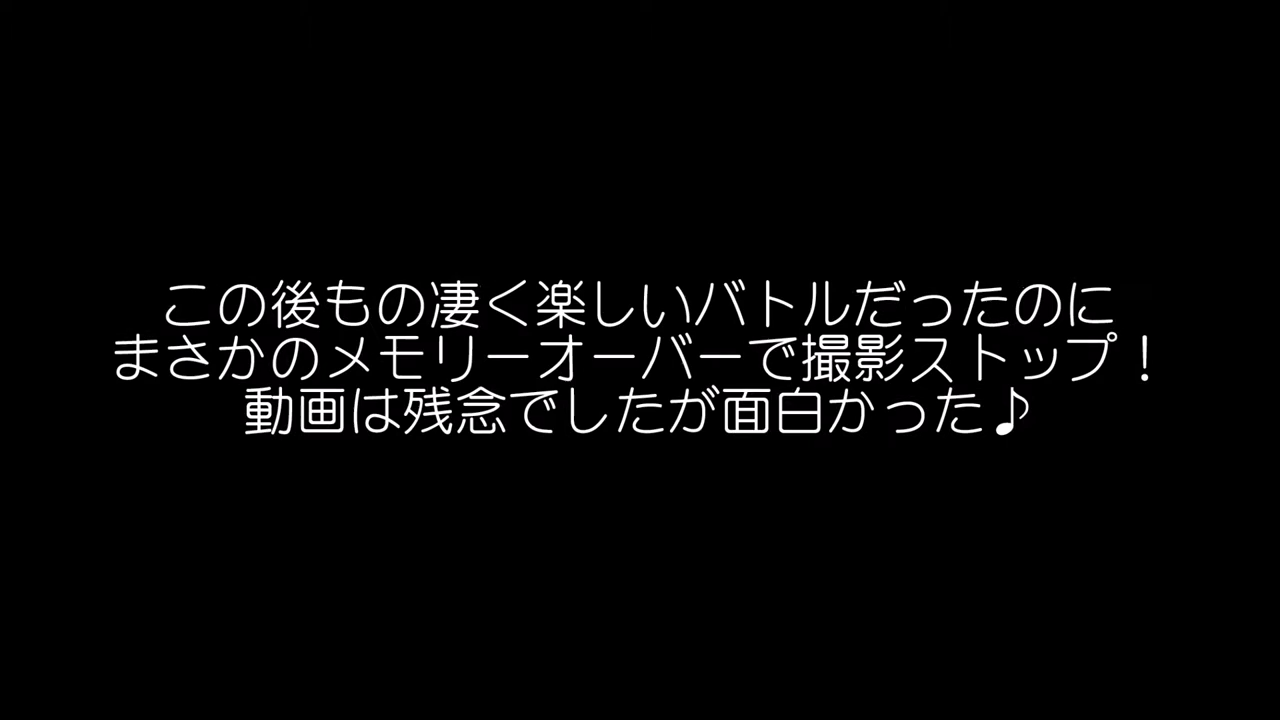 この後もの凄く楽しいバトルだったのに
まさかのメモリーオーバーで撮影ストップ！
動画は残念でしたが面白かった♪